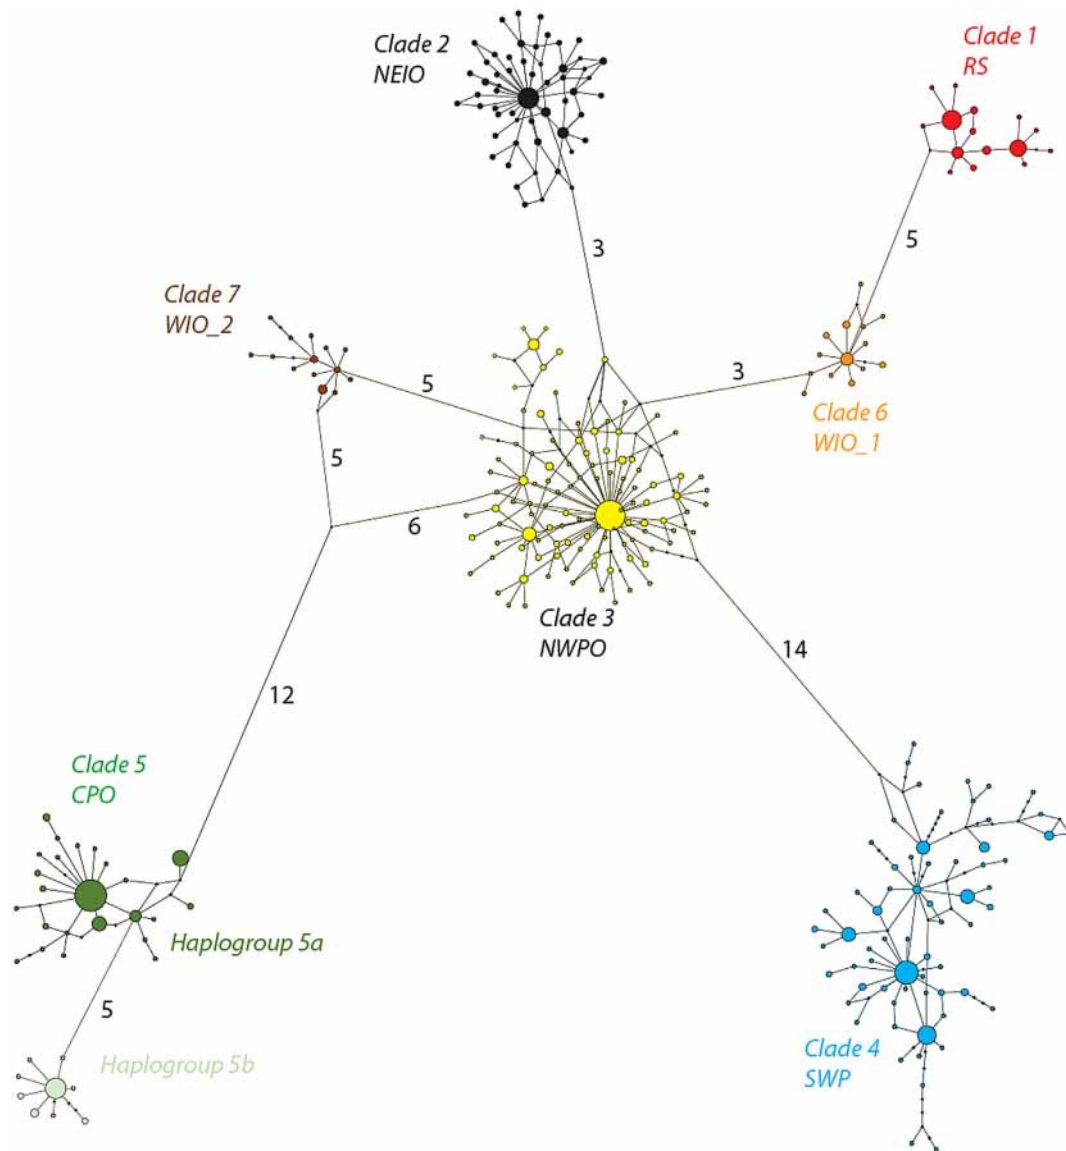 Clade 2
NEIO
Clade 1
RS
3
5
Clade 7
WIO_2
5
3
Clade 6
WIO_1
5
6
Clade 3
NWPO
14
12
Clade 5
CPO
Haplogroup 5a
5
Haplogroup 5b
Clade 4
SWP